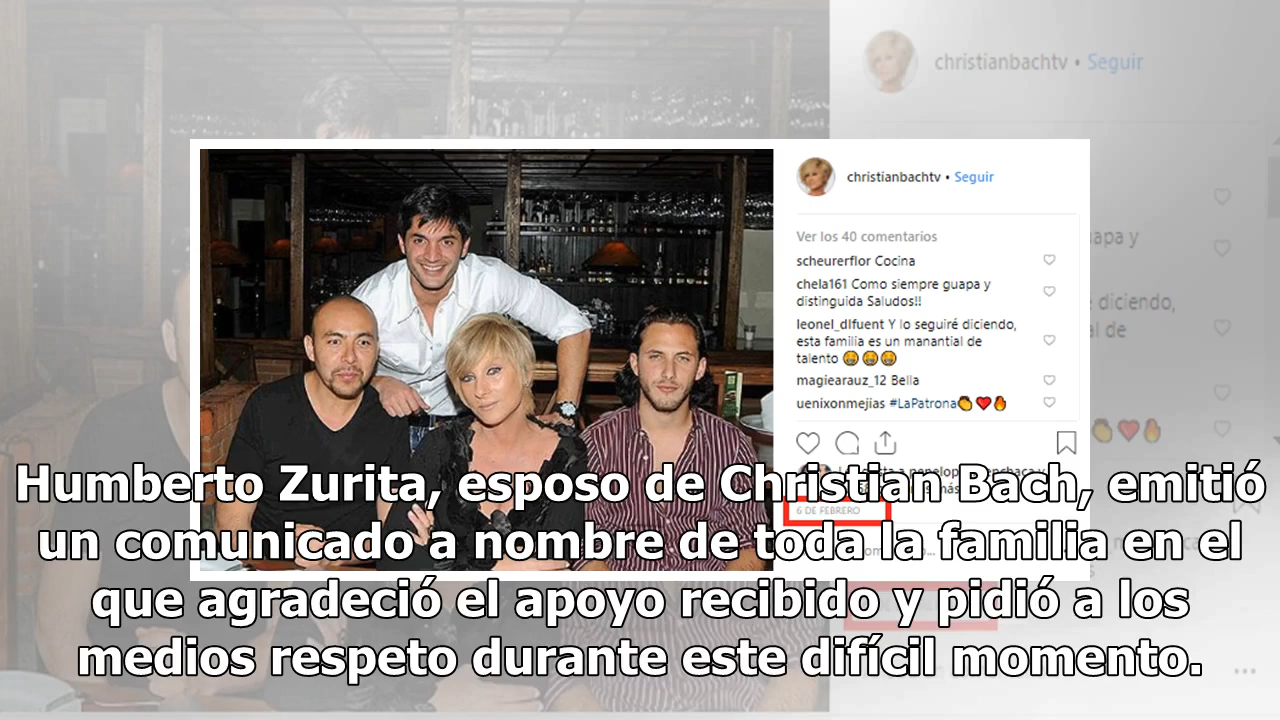 christianbachtv • Seguir
christianbachtv • Seguir
Ver los 40 comentarios
scheurerflor Cocina
chela161 Como siempre guapa y
distinguida Saludos!!
leonel_dlfuent Y lo seguiré diciendo,
esta familia es un manantial de
talento 😂😂😂
magiearauz_12 Bella
uenixonmejias #LaPatrona👏❤️🔥
6 DE FEBRERO
Humberto Zurita, esposo de Christian Bach, emitió
un comunicado a nombre de toda la familia en el
que agradeció el apoyo recibido y pidió a los
medios respeto durante este difícil momento.